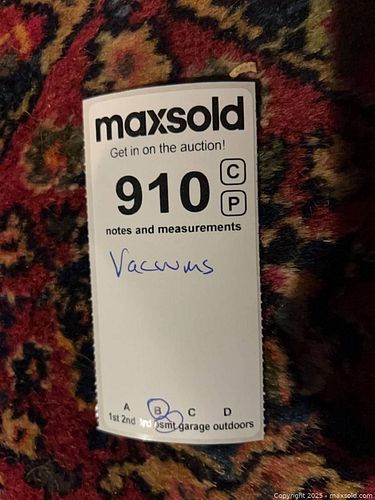 maxsold
Get in on the auction!
910 C
P
notes and measurements
Vacuums
A B C D
1st 2nd 3rd bsmt garage outdoors
Copyright 2025 - maxsold.com